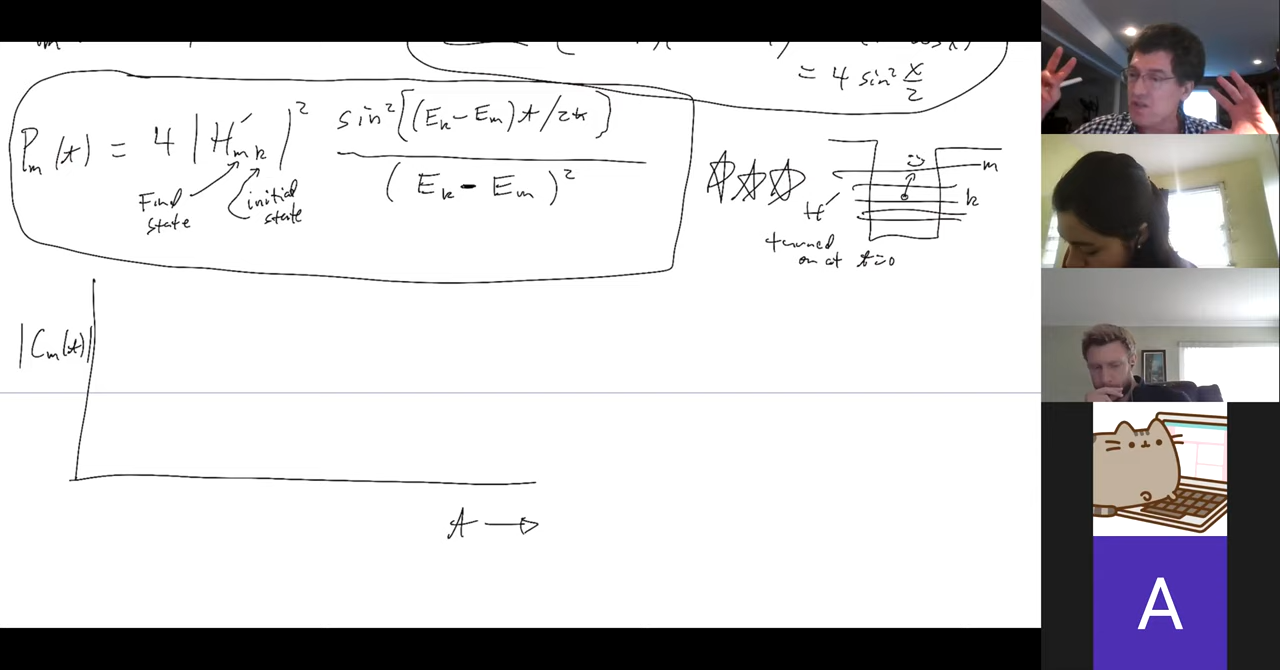 = 4 sin² x/2
Pm(t) = 4 |H′mk|² sin²[(Ek-Em)t/2ħ] / (Ek-Em)²
Final state
initial state
m
k
H′
turned on at t=0
|Cm(t)|
t →
A